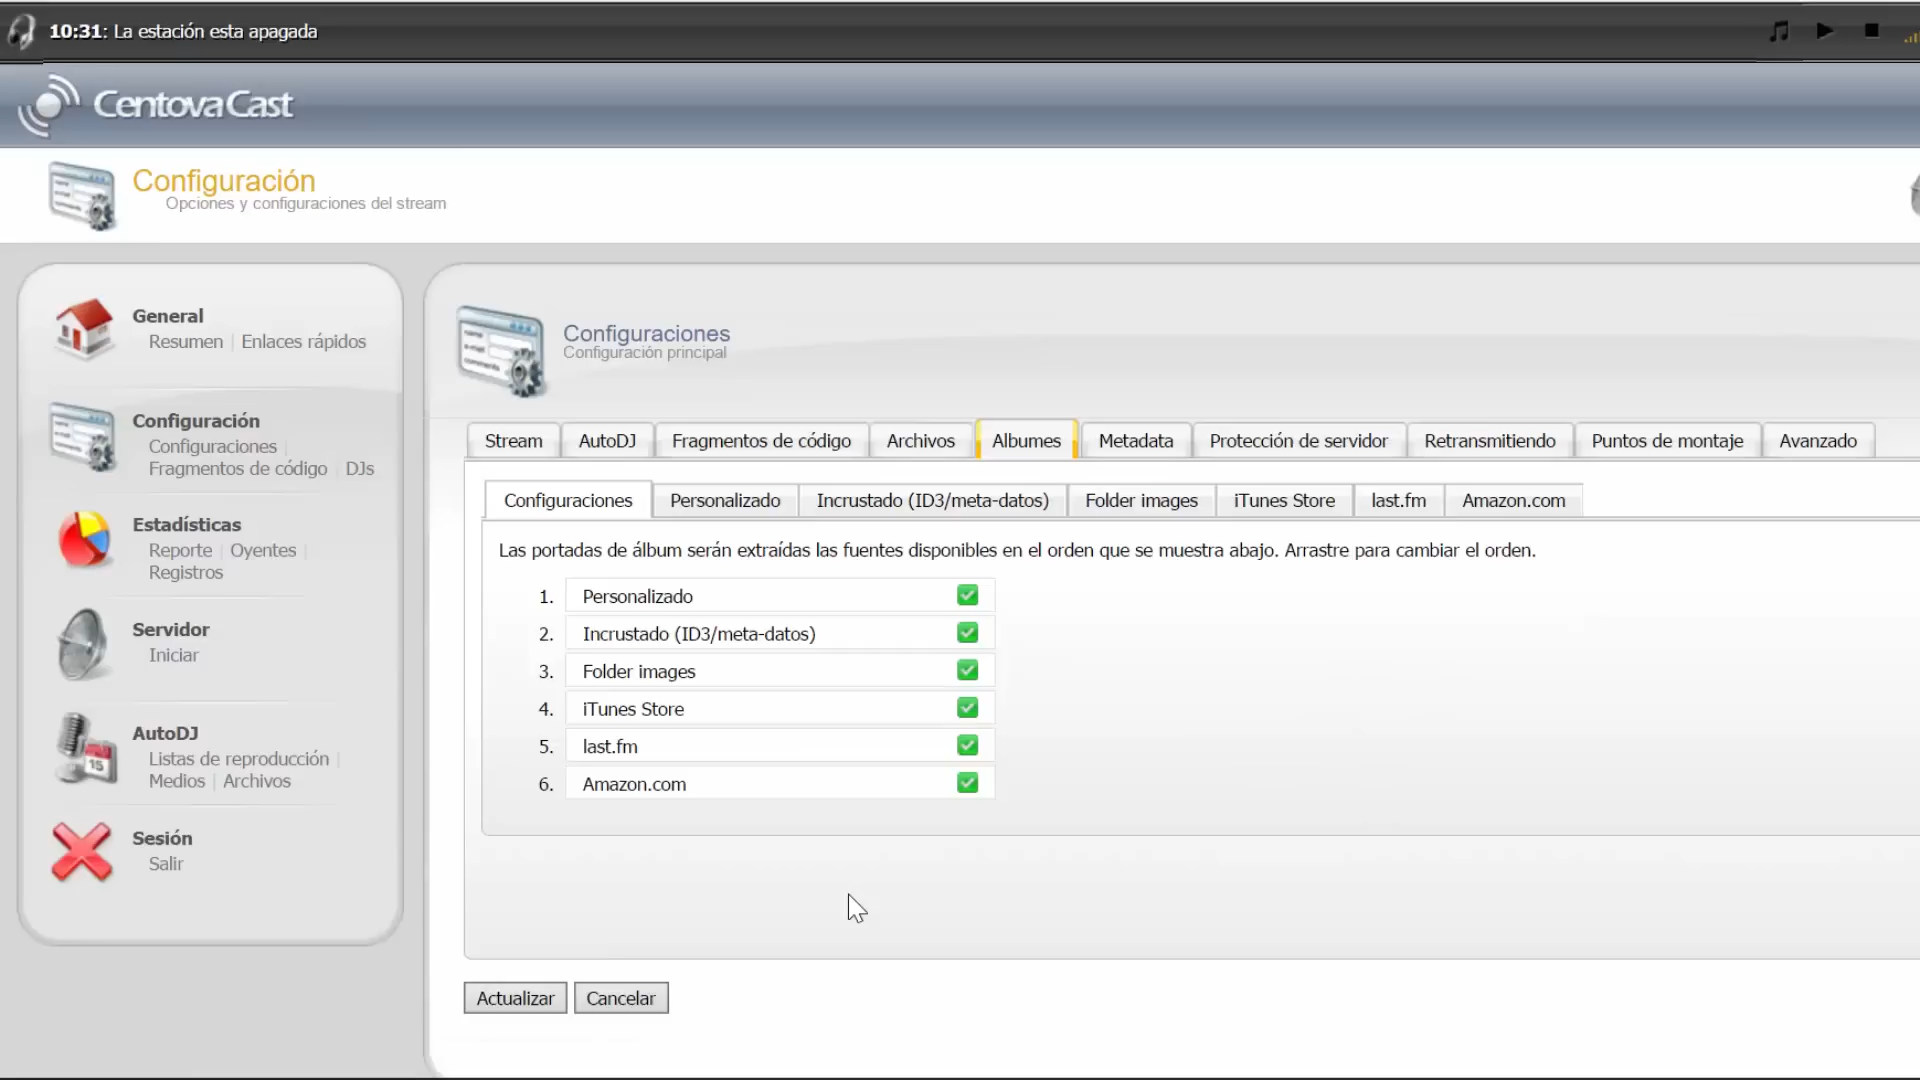 10:31: La estación esta apagada
CentovaCast
Configuración
Opciones y configuraciones del stream
General
Resumen | Enlaces rápidos
Configuración
Configuraciones |
Fragmentos de código | DJs
Estadísticas
Reporte | Oyentes |
Registros
Servidor
Iniciar
AutoDJ
Listas de reproducción |
Medios | Archivos
Sesión
Salir
Configuraciones
Configuración principal
Stream AutoDJ Fragmentos de código Archivos Albumes Metadata Protección de servidor Retransmitiendo Puntos de montaje Avanzado
Configuraciones Personalizado Incrustado (ID3/meta-datos) Folder images iTunes Store last.fm Amazon.com
Las portadas de álbum serán extraídas las fuentes disponibles en el orden que se muestra abajo. Arrastre para cambiar el orden.
1. Personalizado
2. Incrustado (ID3/meta-datos)
3. Folder images
4. iTunes Store
5. last.fm
6. Amazon.com
Actualizar Cancelar